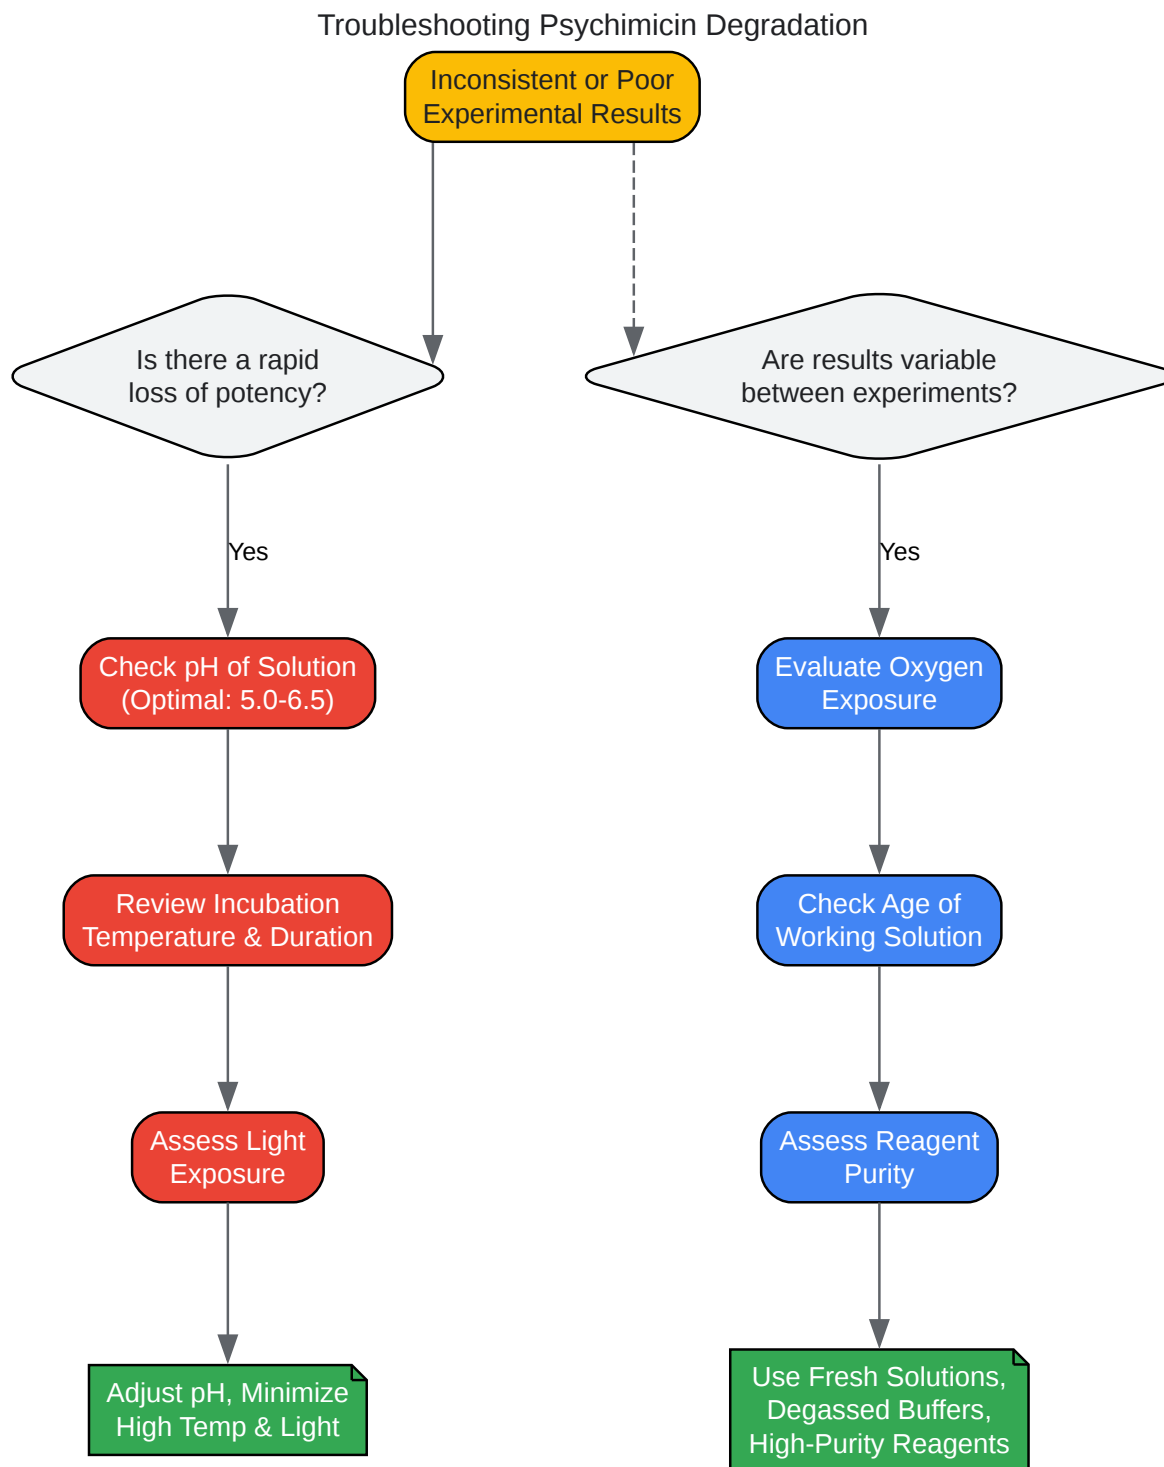 Troubleshooting Psychimicin Degradation
Inconsistent or Poor
Experimental Results
Is there a rapid
loss of potency?
Are results variable
between experiments?
Yes
Yes
Check pH of Solution
(Optimal: 5.0-6.5)
Evaluate Oxygen
Exposure
Review Incubation
Temperature & Duration
Check Age of
Working Solution
Assess Light
Exposure
Assess Reagent
Purity
Adjust pH, Minimize
High Temp & Light
Use Fresh Solutions,
Degassed Buffers,
High-Purity Reagents